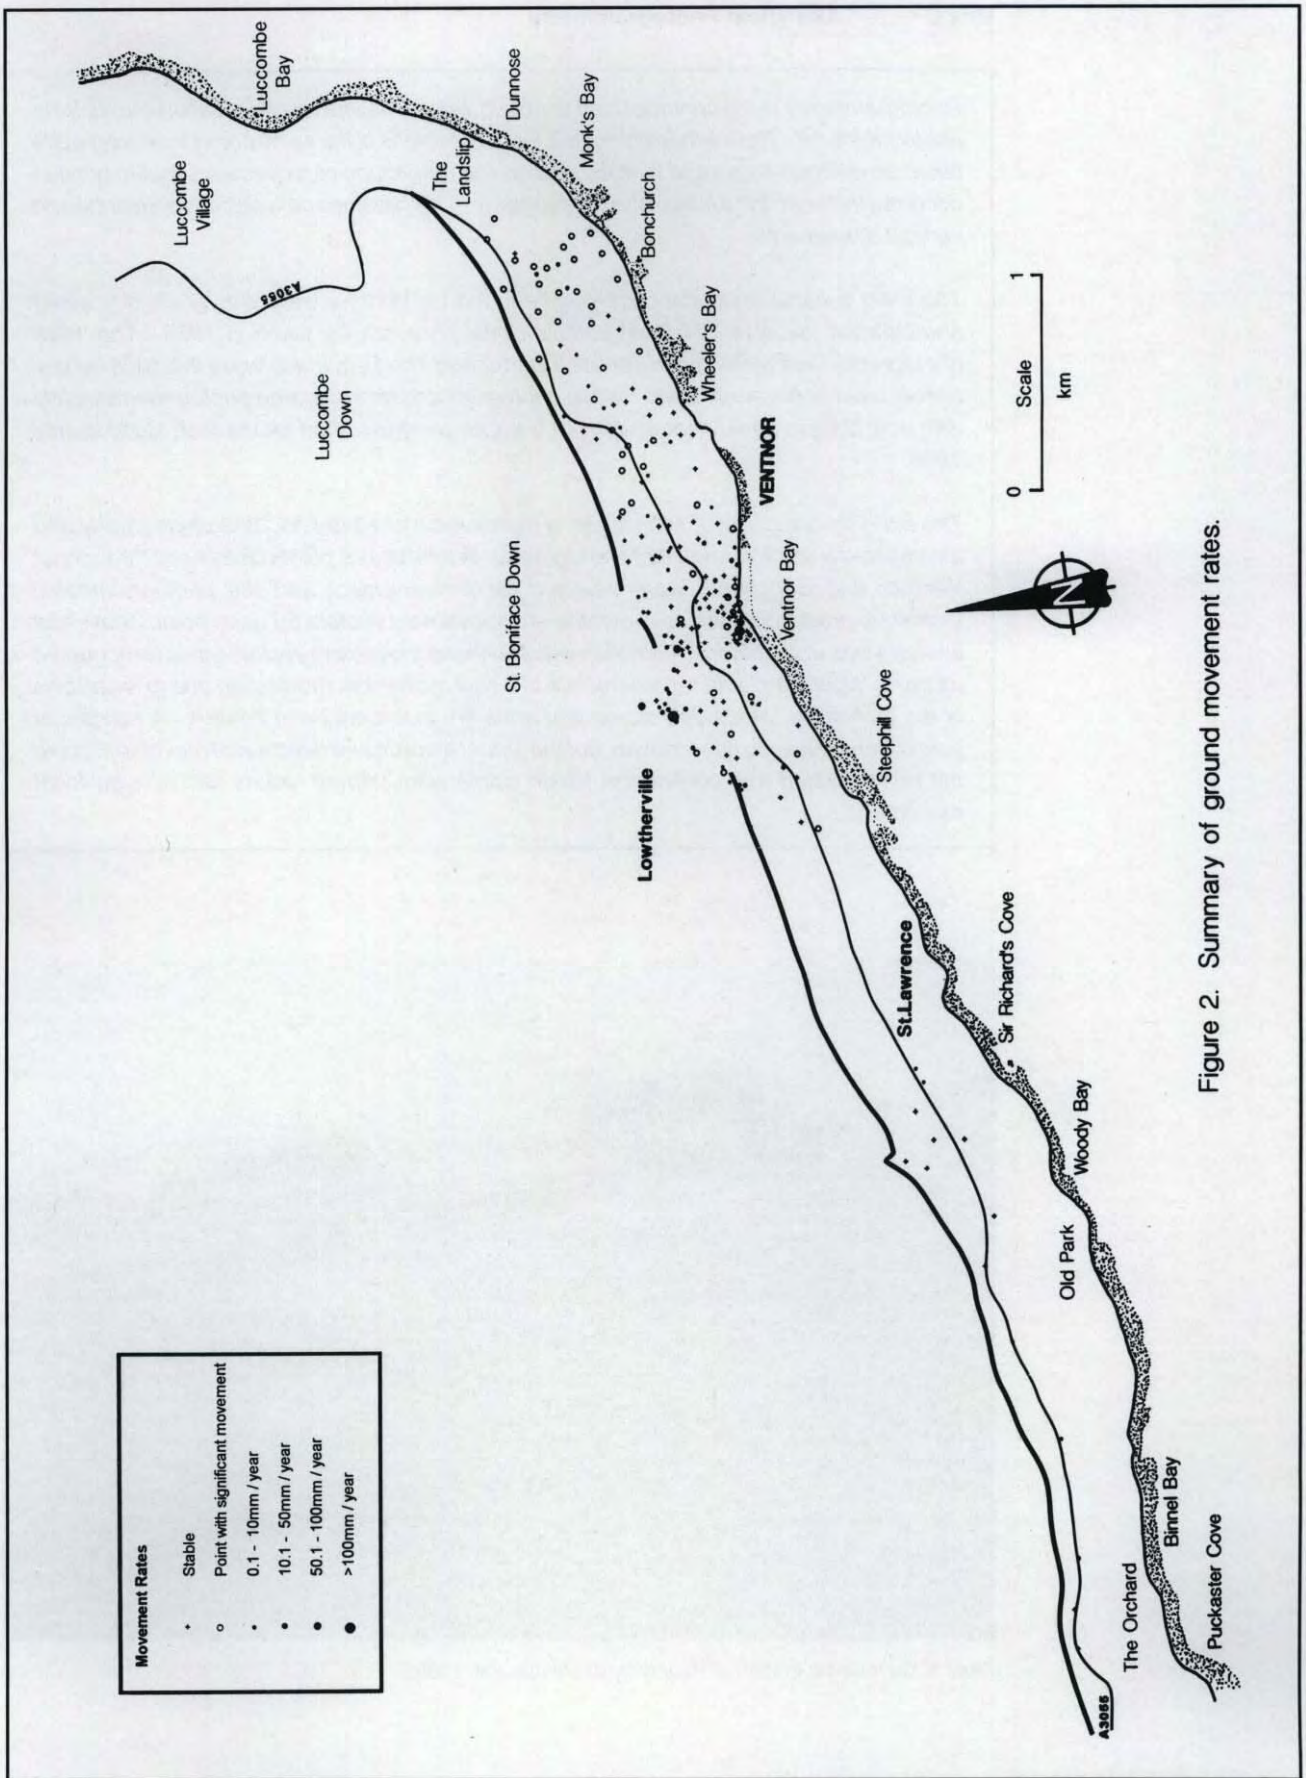 Luccombe
Bay
Luccombe
Village
A3055
The
Landslip
Dunnose
Monk's Bay
Bonchurch
Luccombe
Down
Wheeler's Bay
VENTNOR
St. Boniface Down
Ventnor Bay
Lowtherville
Steephill Cove
St.Lawrence
Sir Richard's Cove
Woody Bay
Old Park
Binnel Bay
The Orchard
Puckaster Cove
A3055
Scale
0 1
km
N
Movement Rates
Stable
Point with significant movement
0.1 - 10mm / year
10.1 - 50mm / year
50.1 - 100mm / year
>100mm / year
Figure 2. Summary of ground movement rates.